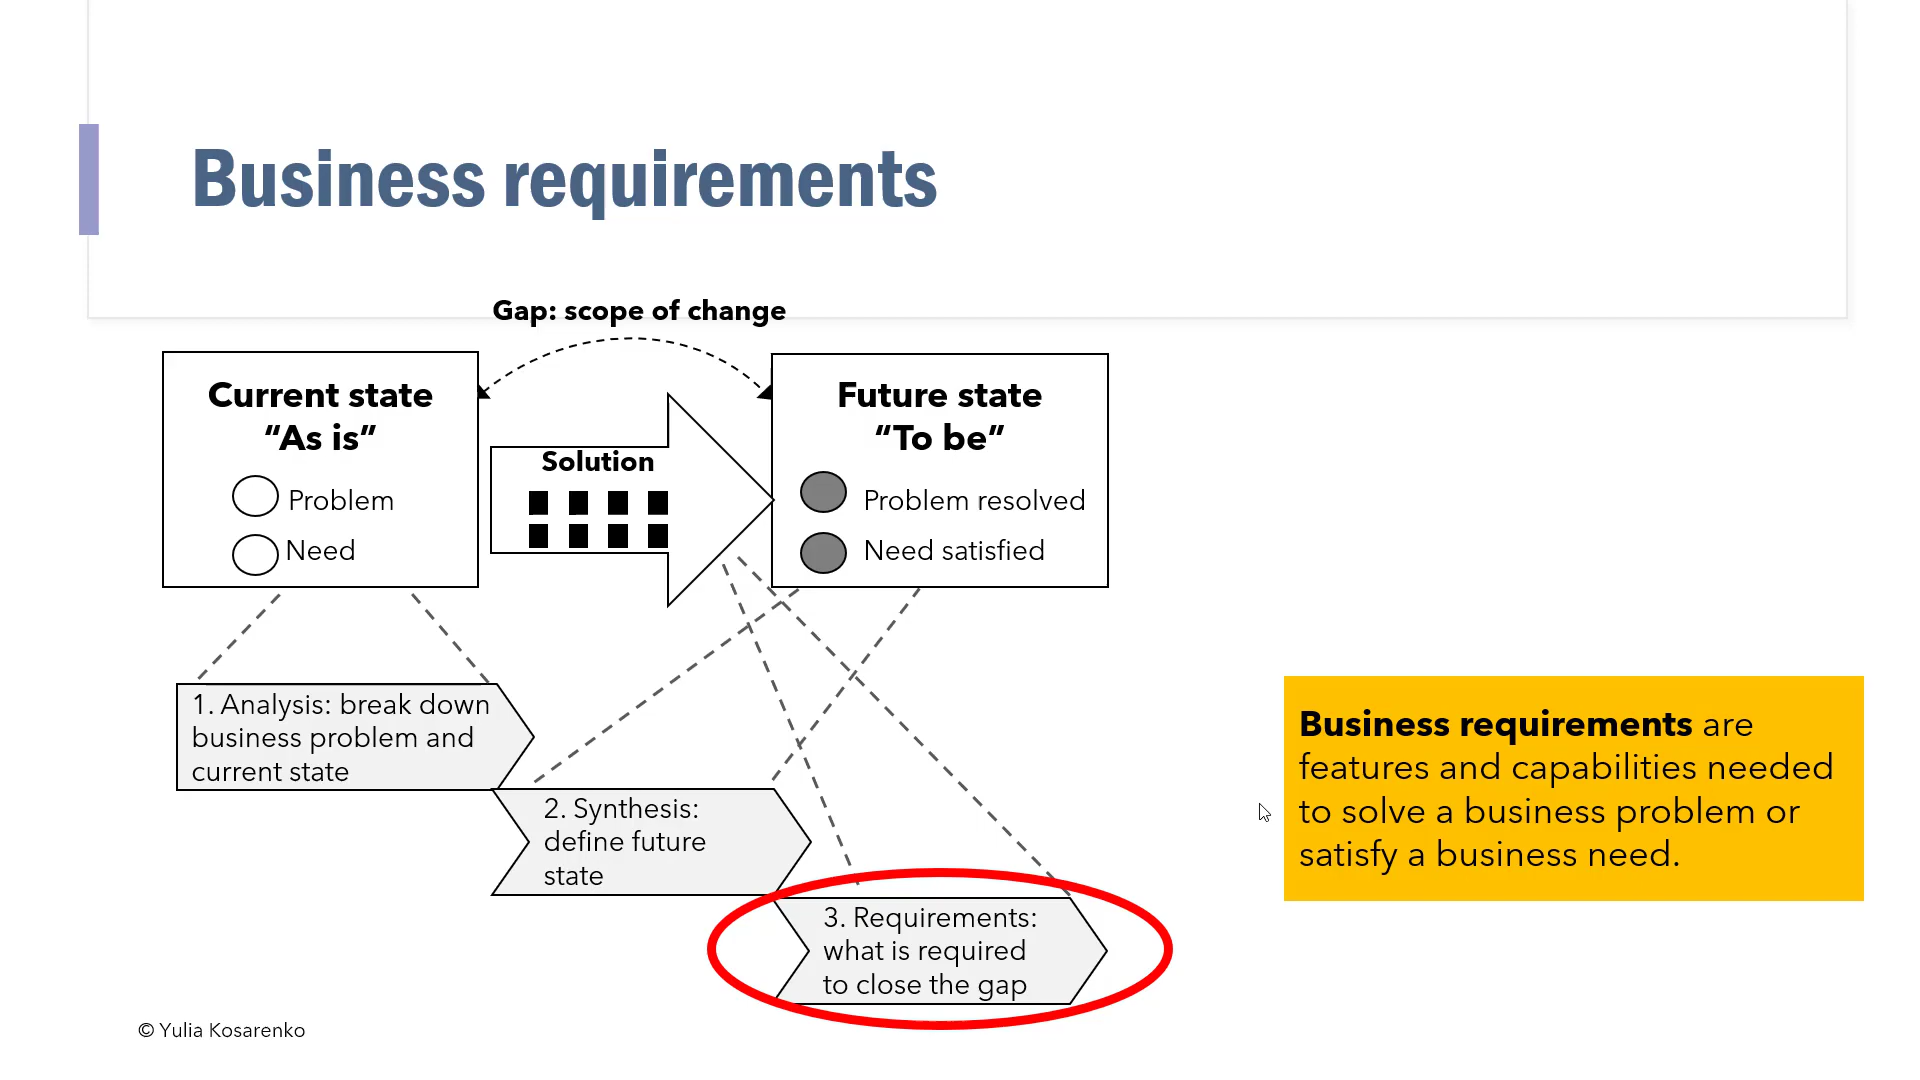 Business requirements
Gap: scope of change
Current state
“As is”
Problem
Need
Solution
Future state
“To be”
Problem resolved
Need satisfied
1. Analysis: break down
business problem and
current state
2. Synthesis:
define future
state
3. Requirements:
what is required
to close the gap
Business requirements are
features and capabilities needed
to solve a business problem or
satisfy a business need.
© Yulia Kosarenko